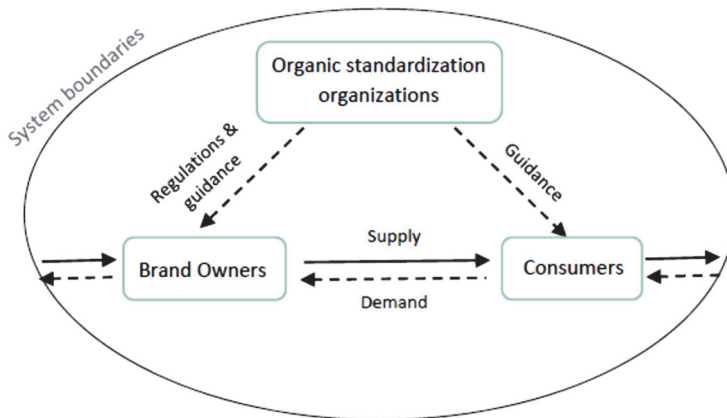 System boundaries
Organic standardization
organizations
Regulations &
guidance
Guidance
Brand Owners
Supply
Demand
Consumers